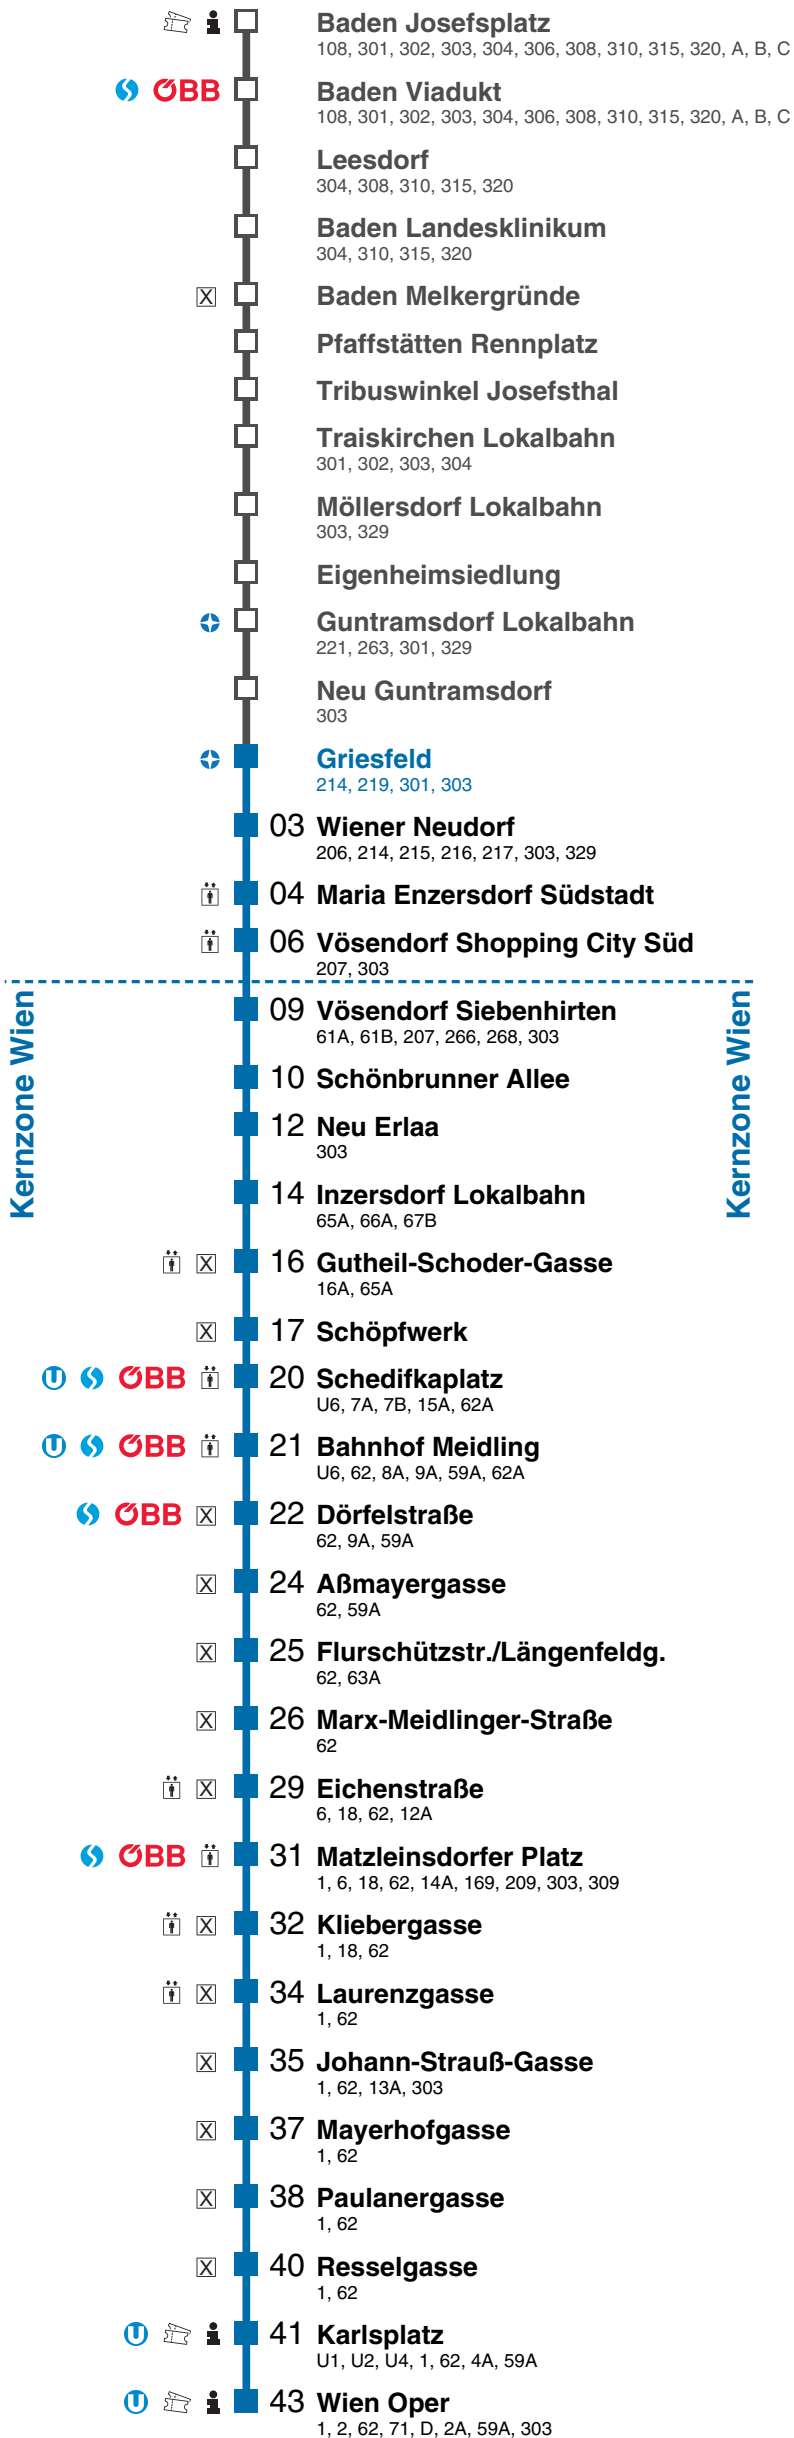 Baden Josefsplatz
108, 301, 302, 303, 304, 306, 308, 310, 315, 320, A, B, C
ÖBB Baden Viadukt
108, 301, 302, 303, 304, 306, 308, 310, 315, 320, A, B, C
Leesdorf
304, 308, 310, 315, 320
Baden Landesklinikum
304, 310, 315, 320
X Baden Melkergründe
Pfaffstätten Rennplatz
Tribuswinkel Josefsthal
Traiskirchen Lokalbahn
301, 302, 303, 304
Möllersdorf Lokalbahn
303, 329
Eigenheimsiedlung
Guntramsdorf Lokalbahn
221, 263, 301, 329
Neu Guntramsdorf
303
Griesfeld
214, 219, 301, 303
03 Wiener Neudorf
206, 214, 215, 216, 217, 303, 329
04 Maria Enzersdorf Südstadt
06 Vösendorf Shopping City Süd
207, 303
Kernzone Wien
Kernzone Wien
09 Vösendorf Siebenhirten
61A, 61B, 207, 266, 268, 303
10 Schönbrunner Allee
12 Neu Erlaa
303
14 Inzersdorf Lokalbahn
65A, 66A, 67B
X 16 Gutheil-Schoder-Gasse
16A, 65A
X 17 Schöpfwerk
U ÖBB 20 Schedifkaplatz
U6, 7A, 7B, 15A, 62A
U ÖBB 21 Bahnhof Meidling
U6, 62, 8A, 9A, 59A, 62A
ÖBB X 22 Dörfelstraße
62, 9A, 59A
X 24 Aßmayergasse
62, 59A
X 25 Flurschützstr./Längenfeldg.
62, 63A
X 26 Marx-Meidlinger-Straße
62
X 29 Eichenstraße
6, 18, 62, 12A
ÖBB 31 Matzleinsdorfer Platz
1, 6, 18, 62, 14A, 169, 209, 303, 309
X 32 Kliebergasse
1, 18, 62
X 34 Laurenzgasse
1, 62
X 35 Johann-Strauß-Gasse
1, 62, 13A, 303
X 37 Mayerhofgasse
1, 62
X 38 Paulanergasse
1, 62
X 40 Resselgasse
1, 62
U 41 Karlsplatz
U1, U2, U4, 1, 62, 4A, 59A
U 43 Wien Oper
1, 2, 62, 71, D, 2A, 59A, 303